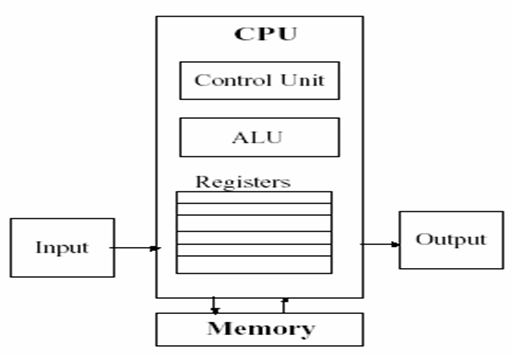 CPU
Control Unit
ALU
Registers
Input
Output
Memory